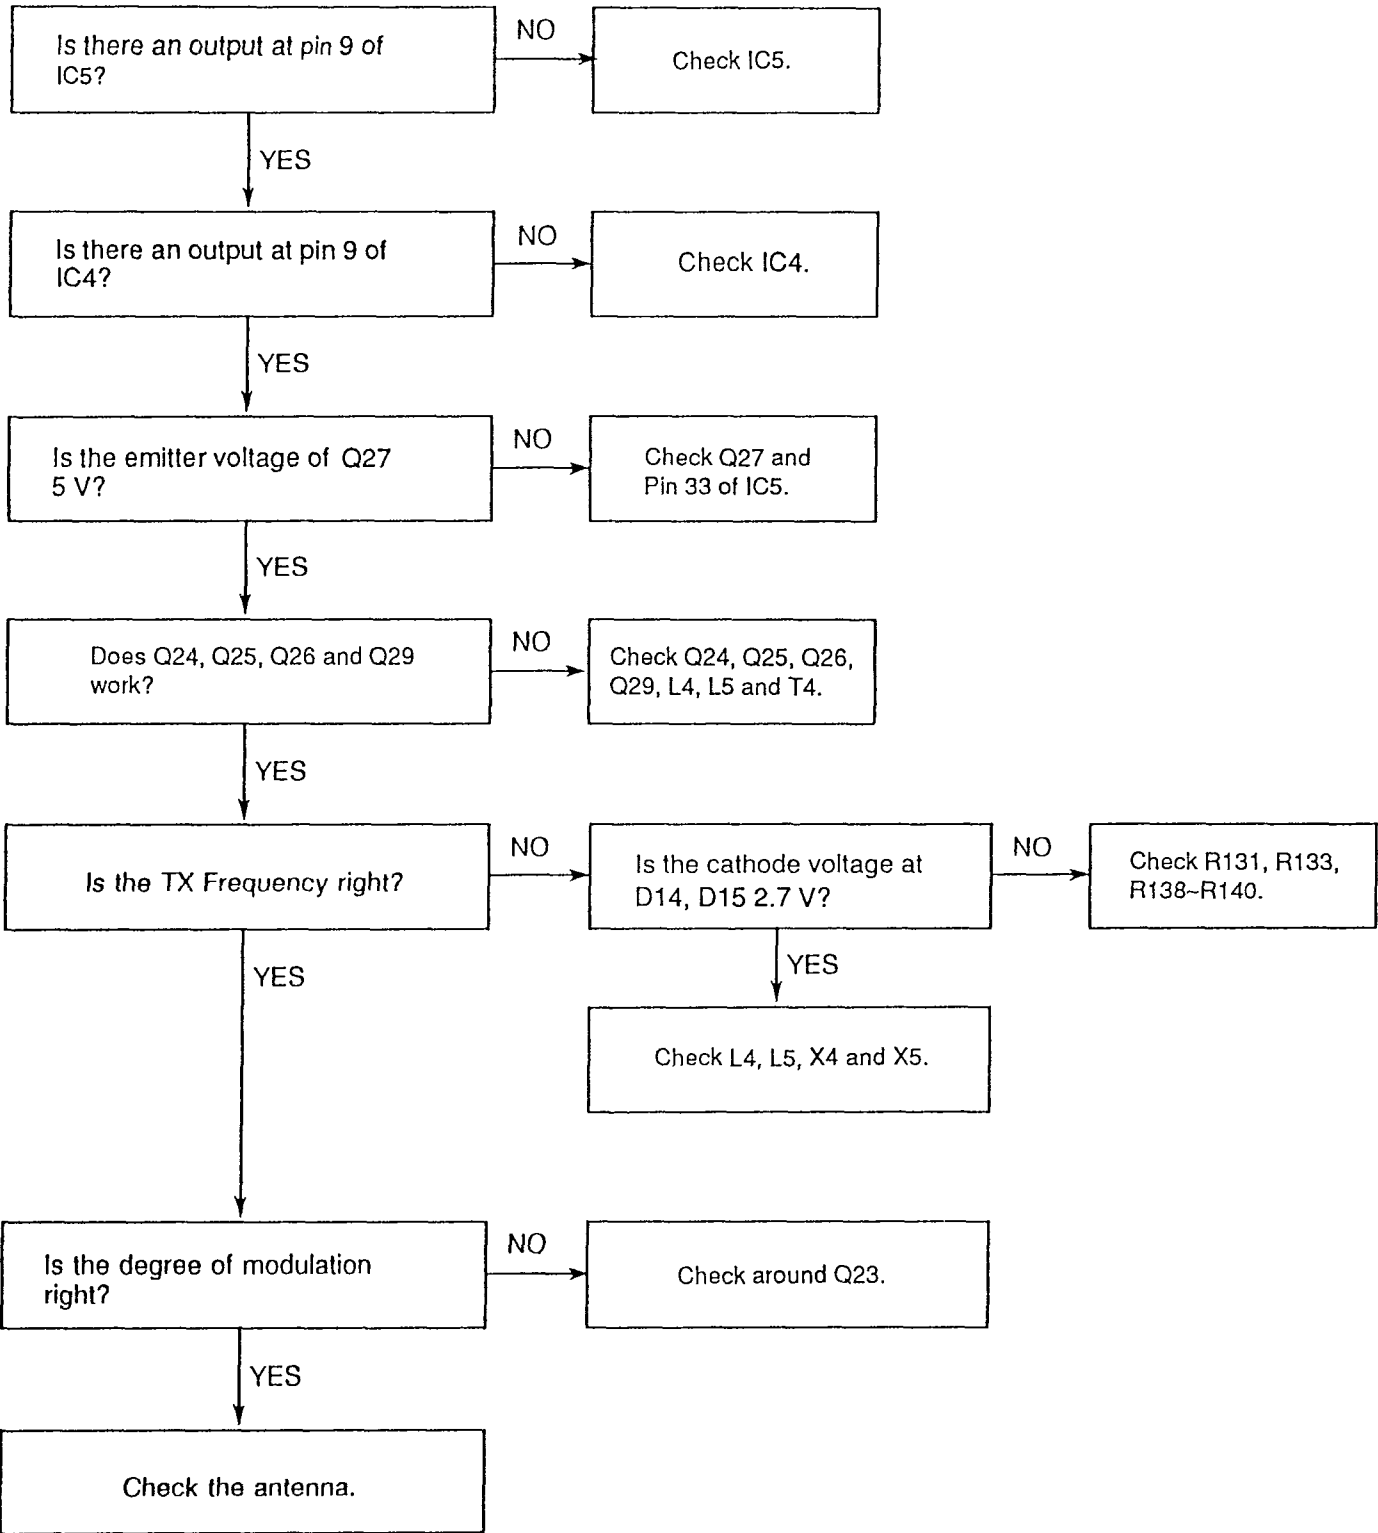 Is there an output at pin 9 of
IC5?
NO
Check IC5.
YES
Is there an output at pin 9 of
IC4?
NO
Check IC4.
YES
Is the emitter voltage of Q27
5 V?
NO
Check Q27 and
Pin 33 of IC5.
YES
Does Q24, Q25, Q26 and Q29
work?
NO
Check Q24, Q25, Q26,
Q29, L4, L5 and T4.
YES
Is the TX Frequency right?
NO
Is the cathode voltage at
D14, D15 2.7 V?
NO
Check R131, R133,
R138~R140.
YES
YES
Check L4, L5, X4 and X5.
Is the degree of modulation
right?
NO
Check around Q23.
YES
Check the antenna.